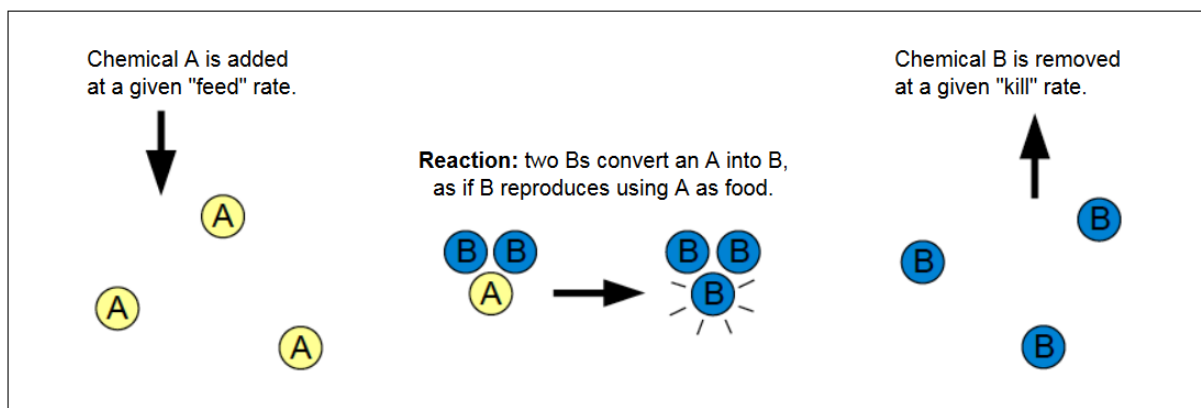 Chemical A is added
at a given "feed" rate.
A
A
A
Reaction: two Bs convert an A into B,
as if B reproduces using A as food.
B B
A
B B
B
Chemical B is removed
at a given "kill" rate.
B
B
B